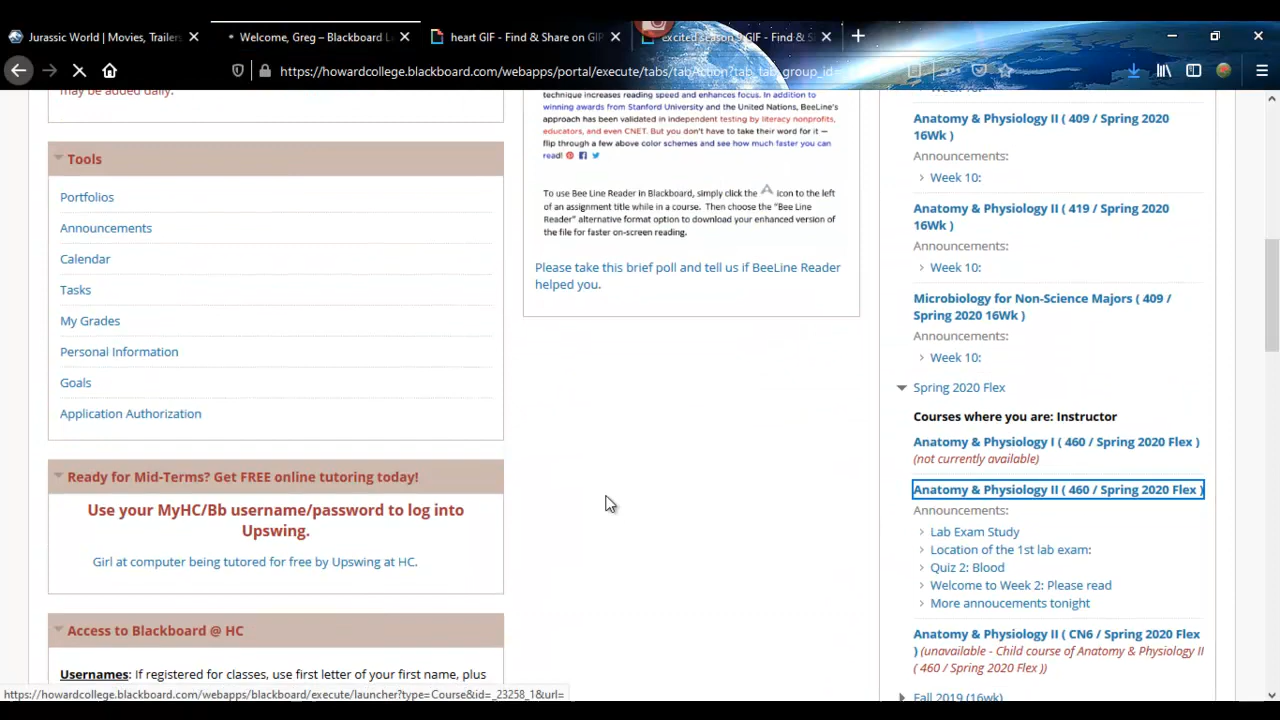 Jurassic World | Movies, Trailers
Welcome, Greg – Blackboard L
heart GIF - Find & Share on GIP
excited season 9 GIF - Find & S
https://howardcollege.blackboard.com/webapps/portal/execute/tabs/tabAction?tab_tab_group_id=
may be added daily.
Tools
Portfolios
Announcements
Calendar
Tasks
My Grades
Personal Information
Goals
Application Authorization
Ready for Mid-Terms? Get FREE online tutoring today!
Use your MyHC/Bb username/password to log into
Upswing.
Girl at computer being tutored for free by Upswing at HC.
Access to Blackboard @ HC
Usernames: If registered for classes, use first letter of your first name, plus
https://howardcollege.blackboard.com/webapps/blackboard/execute/launcher?type=Course&id=_23258_1&url=
technique increases reading speed and enhances focus. In addition to
winning awards from Stanford University and the United Nations, BeeLine's
approach has been validated in independent testing by literacy nonprofits,
educators, and even CNET. But you don't have to take their word for it —
flip through a few above color schemes and see how much faster you can
read!
To use Bee Line Reader in Blackboard, simply click the A icon to the left
of an assignment title while in a course. Then choose the "Bee Line
Reader" alternative format option to download your enhanced version of
the file for faster on-screen reading.
Please take this brief poll and tell us if BeeLine Reader
helped you.
Week 10:
Anatomy & Physiology II ( 409 / Spring 2020
16Wk )
Announcements:
Week 10:
Anatomy & Physiology II ( 419 / Spring 2020
16Wk )
Announcements:
Week 10:
Microbiology for Non-Science Majors ( 409 /
Spring 2020 16Wk )
Announcements:
Week 10:
Spring 2020 Flex
Courses where you are: Instructor
Anatomy & Physiology I ( 460 / Spring 2020 Flex )
(not currently available)
Anatomy & Physiology II ( 460 / Spring 2020 Flex )
Announcements:
Lab Exam Study
Location of the 1st lab exam:
Quiz 2: Blood
Welcome to Week 2: Please read
More annoucements tonight
Anatomy & Physiology II ( CN6 / Spring 2020 Flex
) (unavailable - Child course of Anatomy & Physiology II
( 460 / Spring 2020 Flex ))
Fall 2019 (16wk)